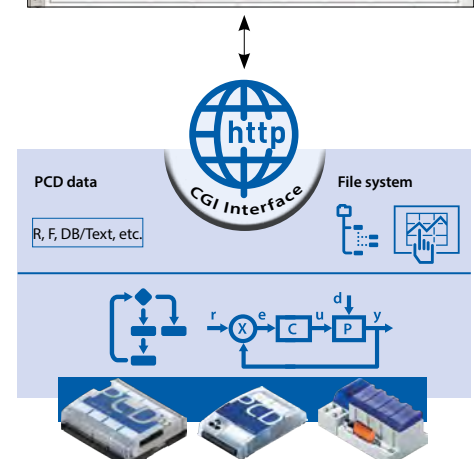 http
CGI Interface
PCD data
File system
R, F, DB/Text, etc.
r
X
e
C
u
d
P
y
PCD
PCD